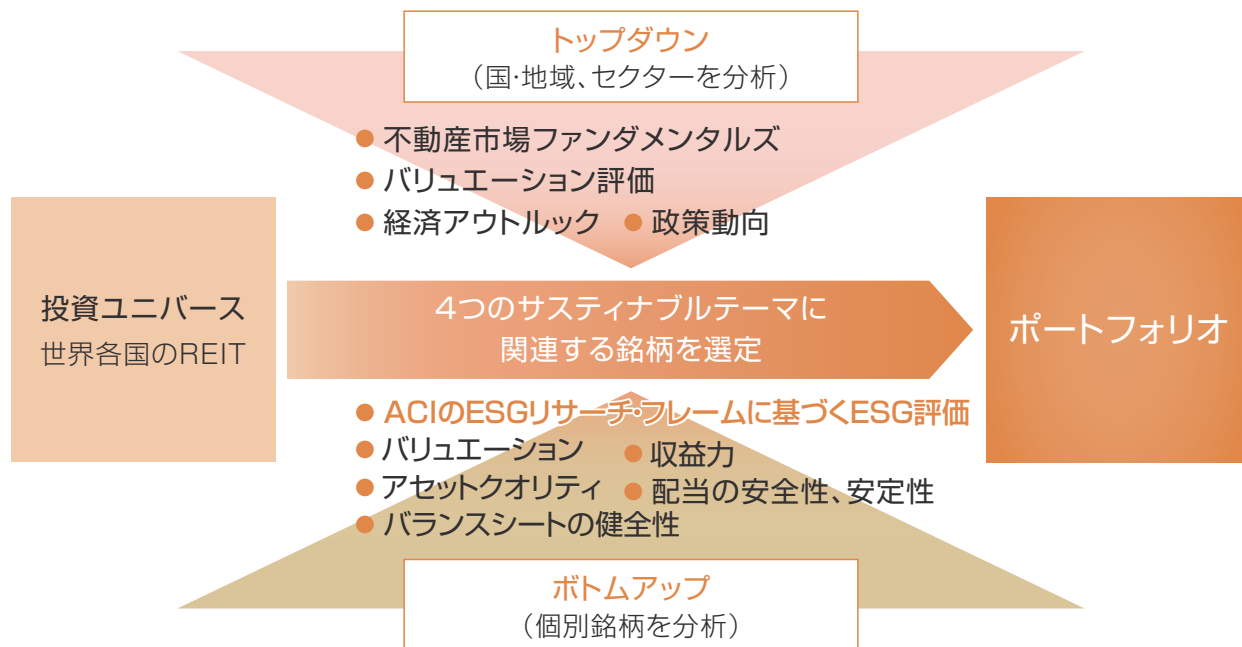 トップダウン
（国・地域、セクターを分析）
● 不動産市場ファンダメンタルズ
● バリュエーション評価
● 経済アウトルック ● 政策動向
投資ユニバース
世界各国のREIT
4つのサスティナブルテーマに
関連する銘柄を選定
ポートフォリオ
● ACIのESGリサーチ・フレームに基づくESG評価
● バリュエーション ● 収益力
● アセットクオリティ ● 配当の安全性、安定性
● バランスシートの健全性
ボトムアップ
（個別銘柄を分析）